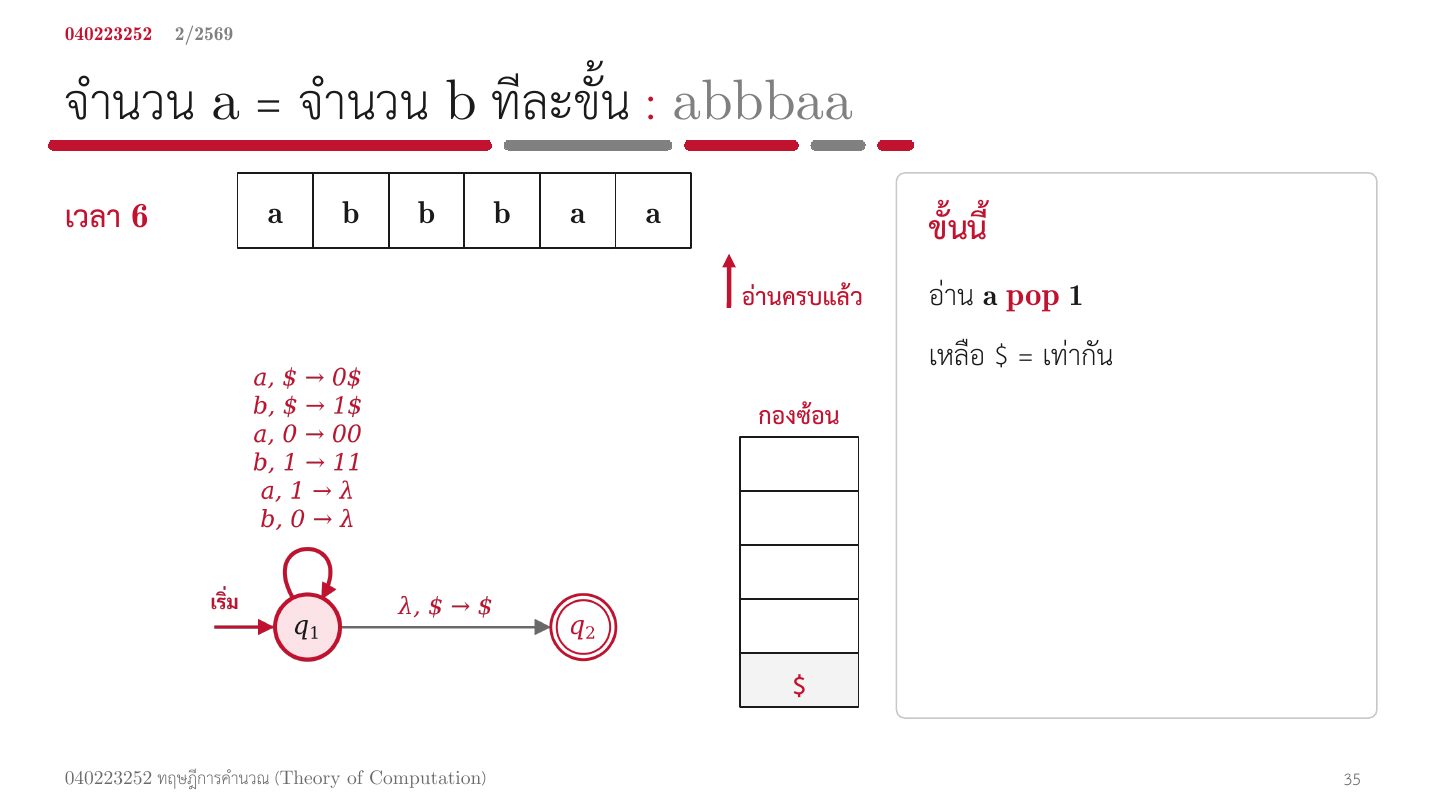 040223252 2/2569
จำนวน a = จำนวน b ทีละขั้น : abbbaa
เวลา 6
a b b b a a
อ่านครบแล้ว
ขั้นนี้
อ่าน a pop 1
เหลือ $ = เท่ากัน
a, $ → 0$
b, $ → 1$
a, 0 → 00
b, 1 → 11
a, 1 → λ
b, 0 → λ
กองซ้อน
เริ่ม
q₁
λ, $ → $
q₂
$
040223252 ทฤษฎีการคำนวณ (Theory of Computation)
35